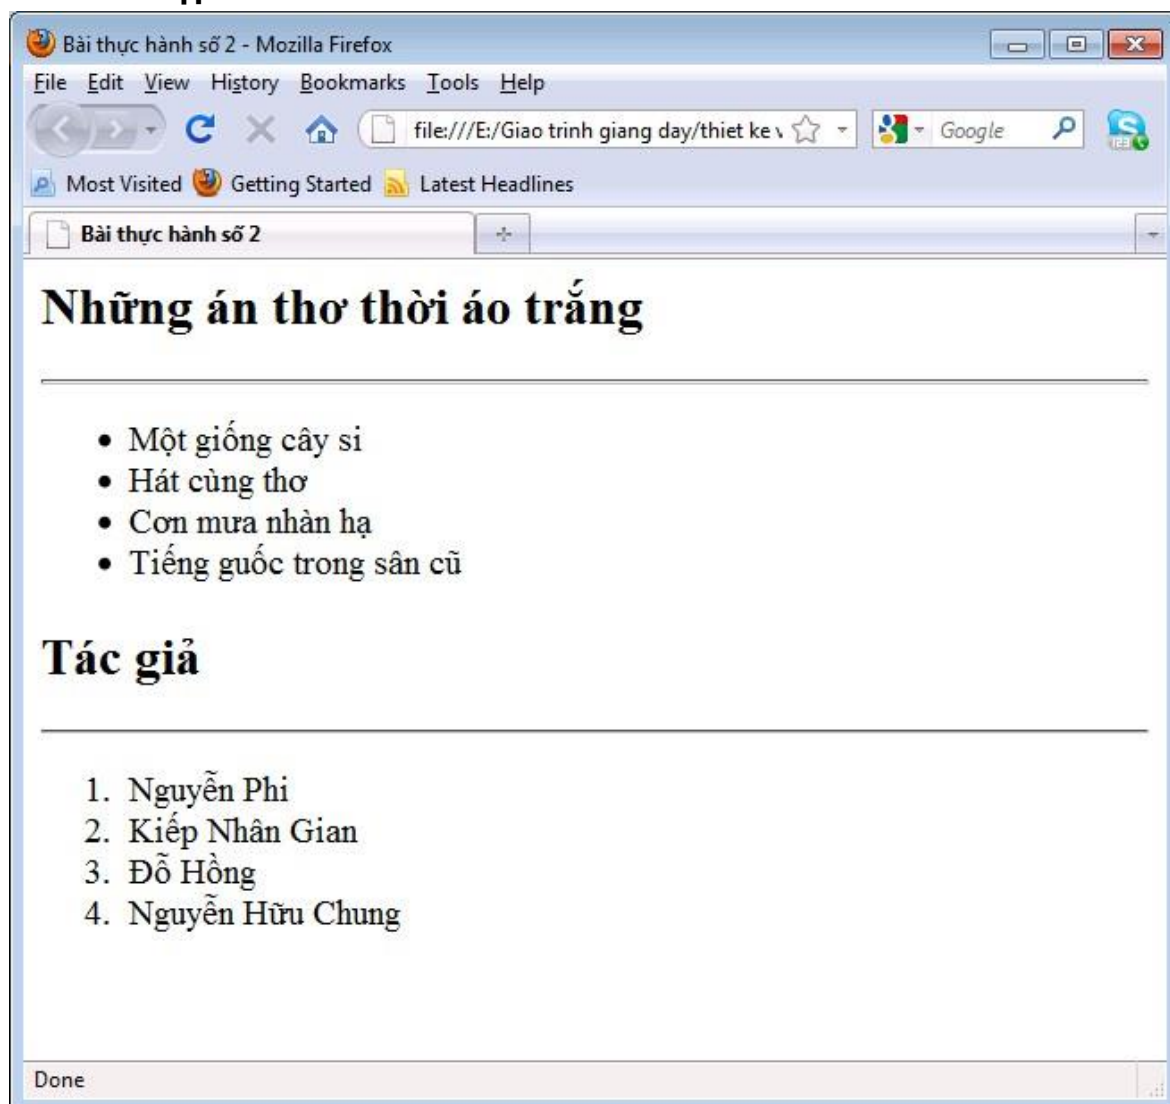 Bài thực hành số 2 - Mozilla Firefox
File Edit View History Bookmarks Tools Help
file:///E:/Giao trinh giang day/thiet ke Google
Most Visited Getting Started Latest Headlines
Bài thực hành số 2
Những án thơ thời áo trắng
• Một giống cây si
• Hát cùng thơ
• Cơn mưa nhàn hạ
• Tiếng guốc trong sân cũ
Tác giả
1. Nguyễn Phi
2. Kiếp Nhân Gian
3. Đỗ Hồng
4. Nguyễn Hữu Chung
Done